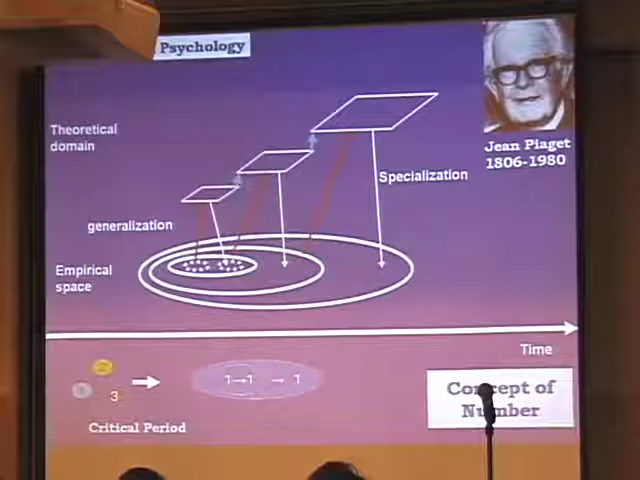 Psychology
Theoretical
domain
Jean Piaget
1806-1980
Specialization
generalization
Empirical
space
Time
3
1→1 → 1
Concept of
Number
Critical Period